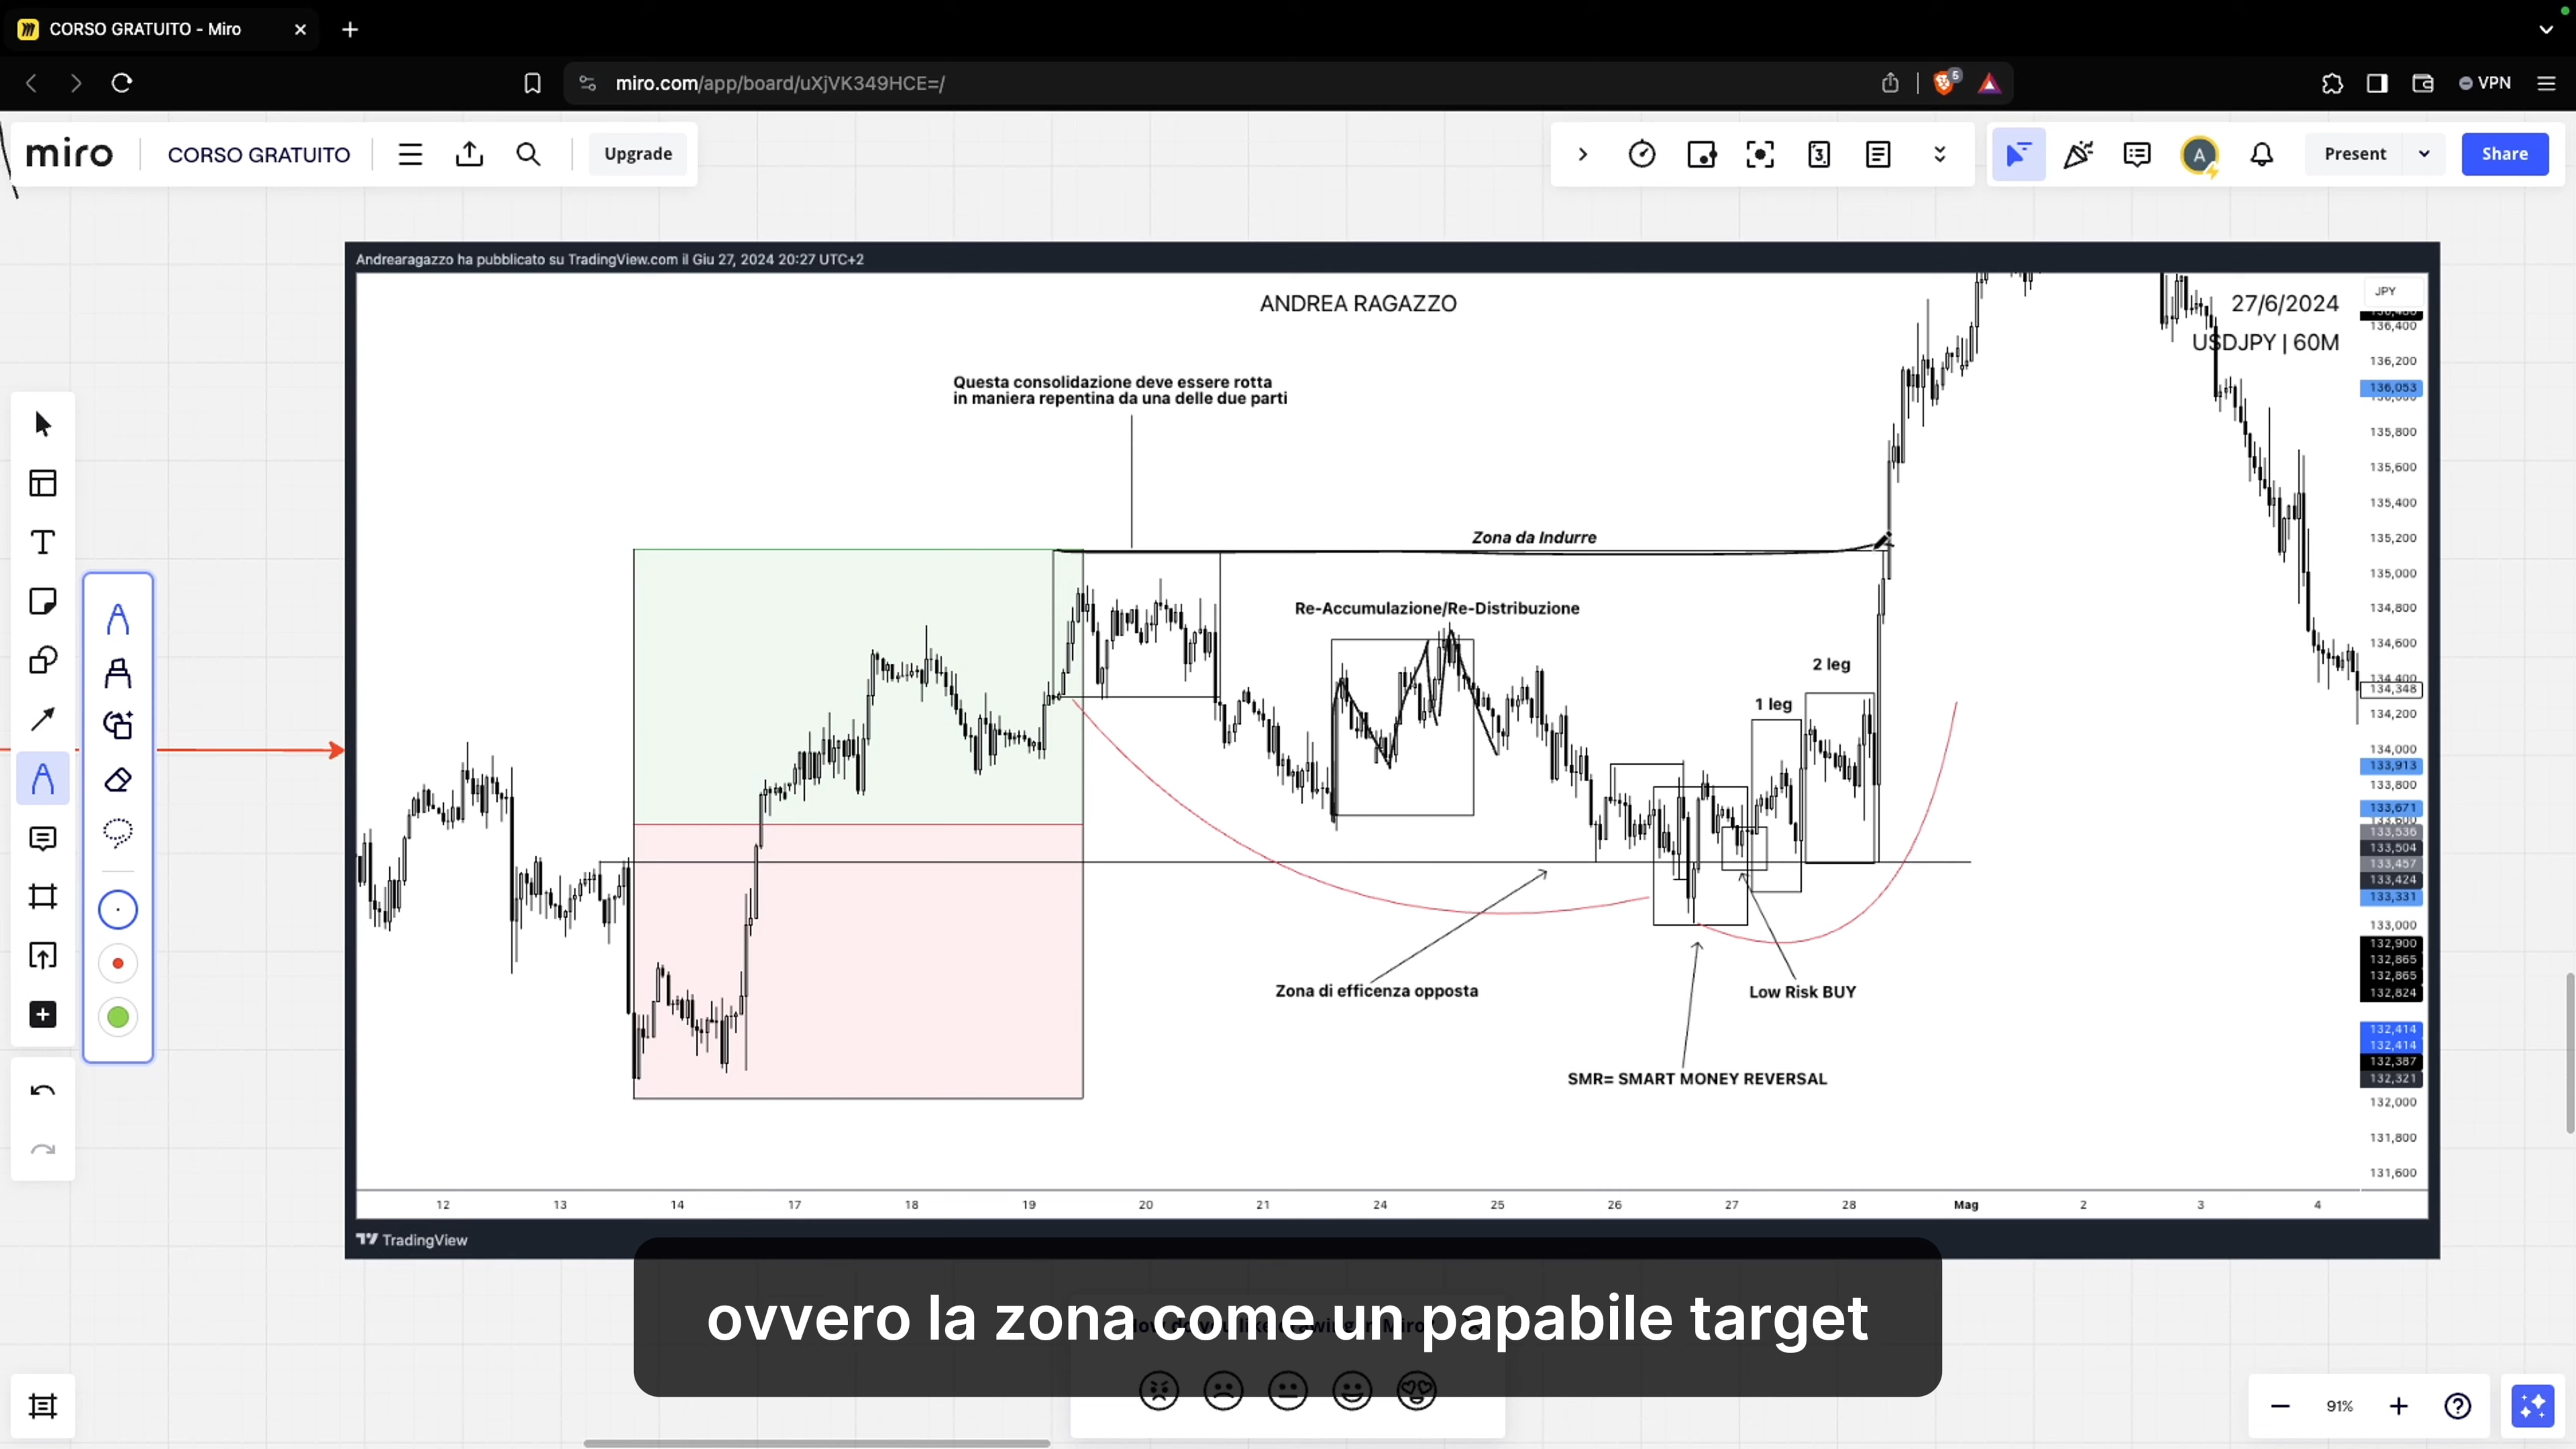 CORSO GRATUITO - Miro
miro.com/app/board/uXjVK349HCE=/
5
VPN
miro
CORSO GRATUITO
Upgrade
3
A
Present
Share
Andrearagazzo ha pubblicato su TradingView.com il Giu 27, 2024 20:27 UTC+2
ANDREA RAGAZZO
27/6/2024
USDJPY | 60M
JPY
Questa consolidazione deve essere rotta
in maniera repentina da una delle due parti
Zona da Indurre
Re-Accumulazione/Re-Distribuzione
2 leg
1 leg
Zona di efficenza opposta
Low Risk BUY
SMR= SMART MONEY REVERSAL
136,400
136,200
136,053
135,800
135,600
135,400
135,200
135,000
134,800
134,600
134,348
134,200
134,000
133,913
133,800
133,671
133,536
133,504
133,457
133,424
133,331
133,000
132,900
132,865
132,865
132,824
132,414
132,414
132,387
132,321
132,000
131,800
131,600
12 13 14 17 18 19 20 21 24 25 26 27 28 Mag 2 3 4
TradingView
ovvero la zona come un papabile target
91%